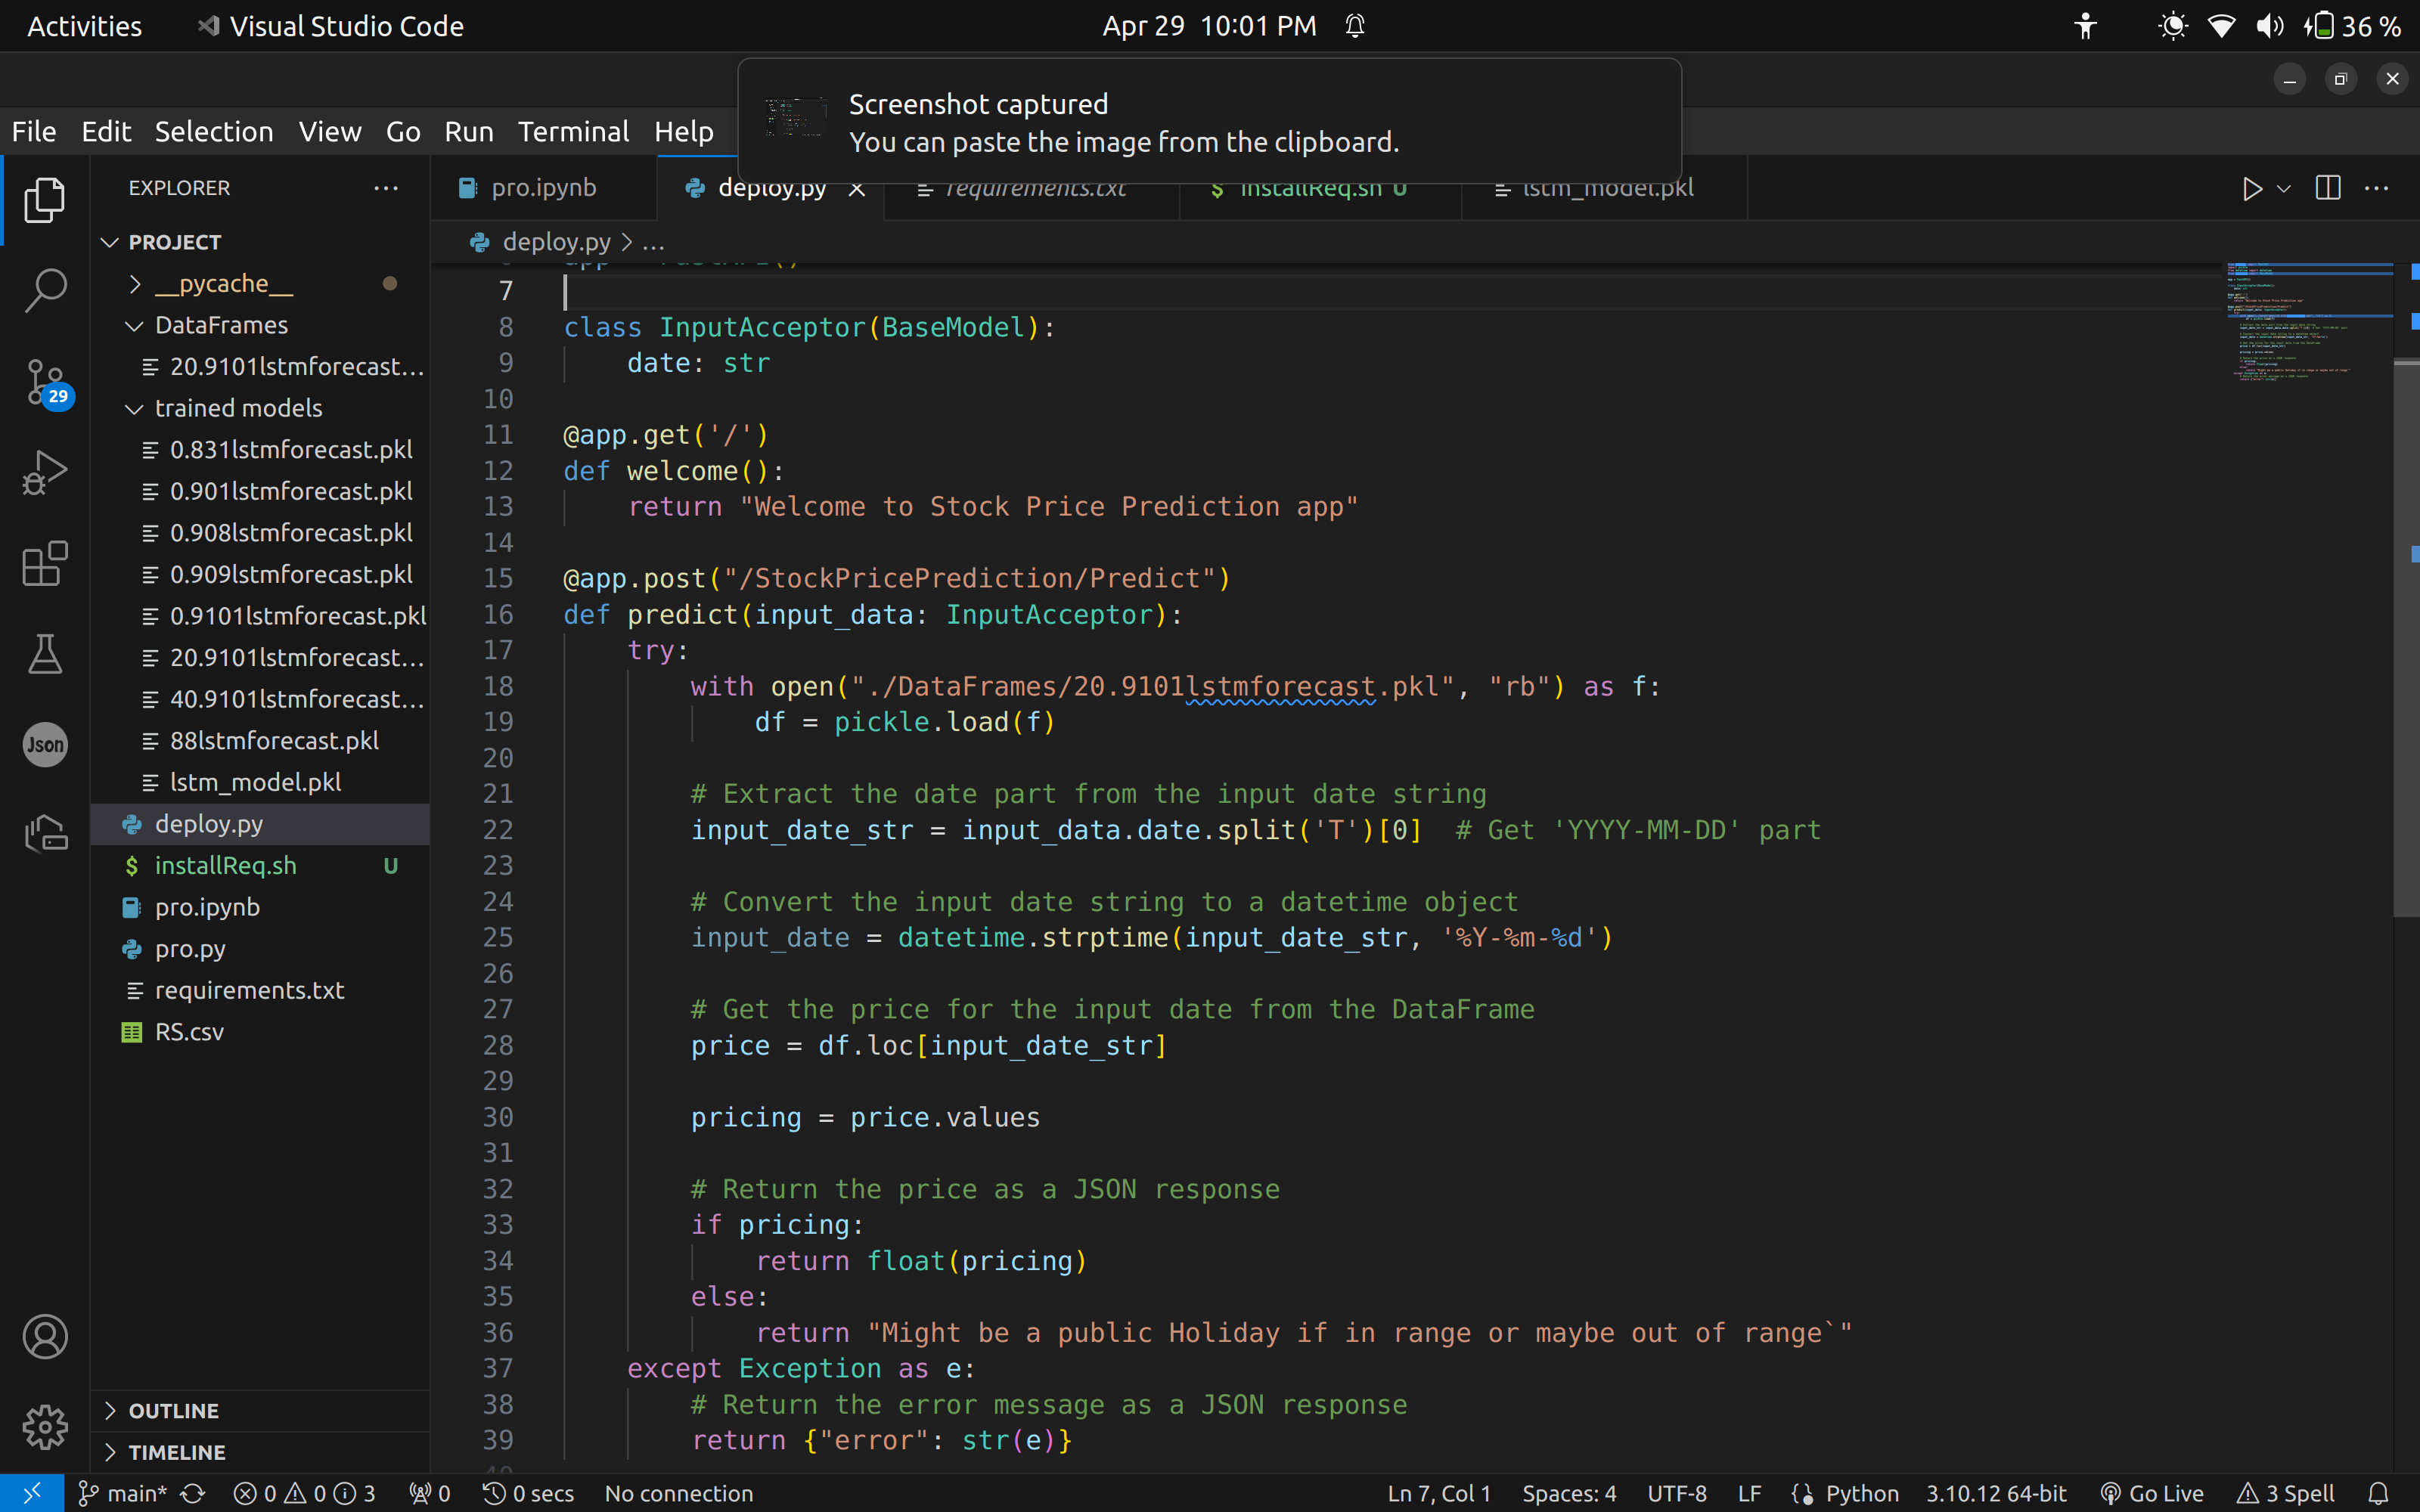 Activities
Visual Studio Code
Apr 29 10:01 PM
36 %
Screenshot captured
You can paste the image from the clipboard.
File Edit Selection View Go Run Terminal Help
EXPLORER
pro.ipynb
deploy.py
requirements.txt
installReq.sh U
lstm_model.pkl
PROJECT
__pycache__
DataFrames
20.9101lstmforecast...
trained models
0.831lstmforecast.pkl
0.901lstmforecast.pkl
0.908lstmforecast.pkl
0.909lstmforecast.pkl
0.9101lstmforecast.pkl
20.9101lstmforecast...
40.9101lstmforecast...
88lstmforecast.pkl
lstm_model.pkl
deploy.py
installReq.sh U
pro.ipynb
pro.py
requirements.txt
RS.csv
OUTLINE
TIMELINE
29
Json
deploy.py > ...
7
8 class InputAcceptor(BaseModel):
9     date: str
10
11 @app.get('/')
12 def welcome():
13     return "Welcome to Stock Price Prediction app"
14
15 @app.post("/StockPricePrediction/Predict")
16 def predict(input_data: InputAcceptor):
17     try:
18         with open("./DataFrames/20.9101lstmforecast.pkl", "rb") as f:
19             df = pickle.load(f)
20
21         # Extract the date part from the input date string
22         input_date_str = input_data.date.split('T')[0]  # Get 'YYYY-MM-DD' part
23
24         # Convert the input date string to a datetime object
25         input_date = datetime.strptime(input_date_str, '%Y-%m-%d')
26
27         # Get the price for the input date from the DataFrame
28         price = df.loc[input_date_str]
29
30         pricing = price.values
31
32         # Return the price as a JSON response
33         if pricing:
34             return float(pricing)
35         else:
36             return "Might be a public Holiday if in range or maybe out of range`"
37     except Exception as e:
38         # Return the error message as a JSON response
39         return {"error": str(e)}
main* 0 0 3 0 0 secs No connection Ln 7, Col 1 Spaces: 4 UTF-8 LF Python 3.10.12 64-bit Go Live 3 Spell